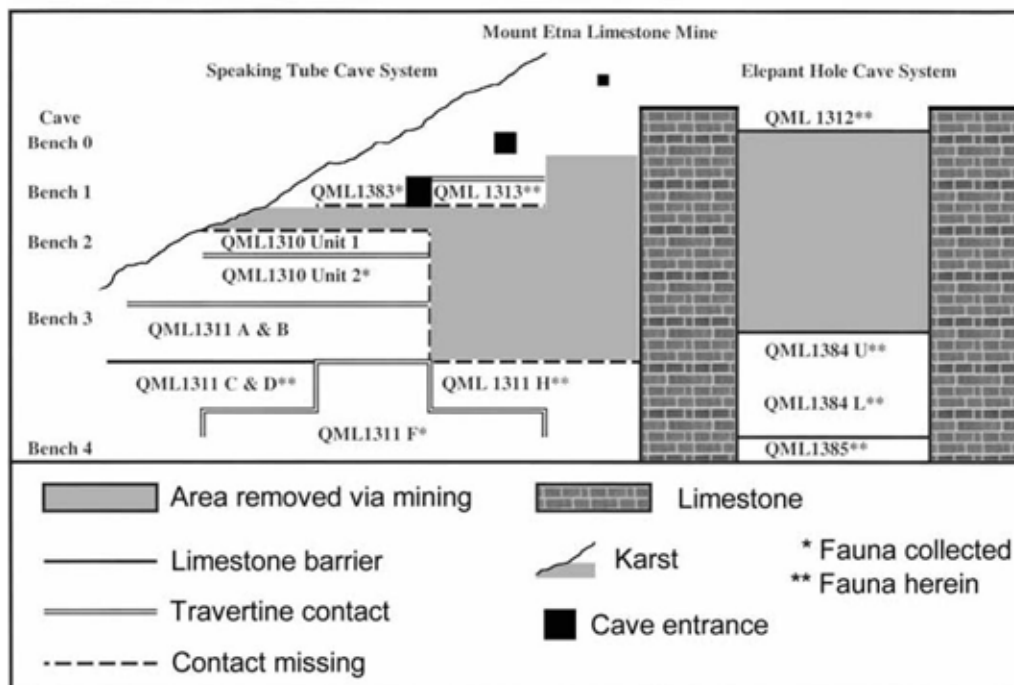 Mount Etna Limestone Mine
Speaking Tube Cave System
Elepant Hole Cave System
Cave
Bench 0
QML 1312**
Bench 1
QML1383*
QML 1313**
Bench 2
QML1310 Unit 1
QML1310 Unit 2*
Bench 3
QML1311 A & B
QML1384 U**
QML1311 C & D**
QML 1311 H**
QML1384 L**
QML1311 F*
Bench 4
QML1385**
Area removed via mining
Limestone
Limestone barrier
Karst
* Fauna collected
** Fauna herein
Travertine contact
Cave entrance
Contact missing